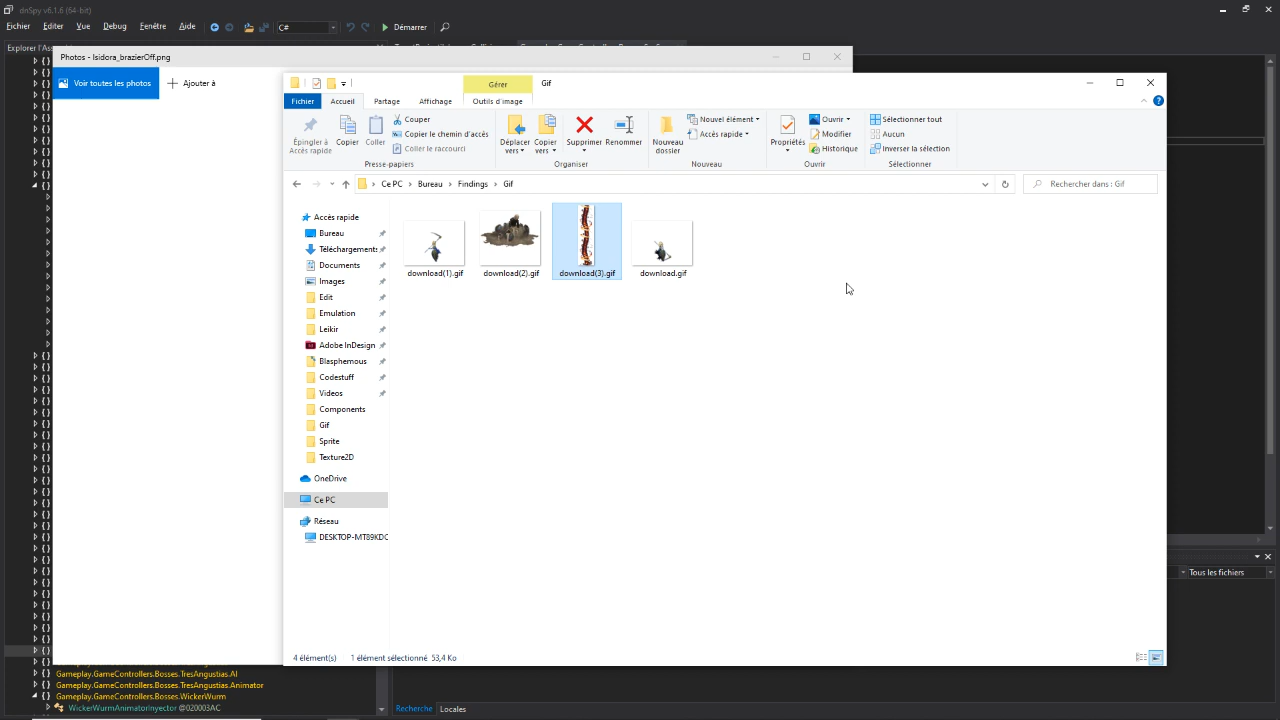 dnSpy v6.1.6 (64-bit)
Fichier Editer Vue Debug Fenêtre Aide C# Démarrer
Explorer l'Ass
Photos - Isidora_brazierOff.png
Voir toutes les photos Ajouter à
Gérer Gif
Fichier Accueil Partage Affichage Outils d'image
Épingler à Accès rapide
Copier
Coller
Couper
Copier le chemin d'accès
Coller le raccourci
Presse-papiers
Déplacer vers
Copier vers
Supprimer
Renommer
Organiser
Nouveau dossier
Nouvel élément
Accès rapide
Nouveau
Propriétés
Ouvrir
Modifier
Historique
Ouvrir
Sélectionner tout
Aucun
Inverser la sélection
Sélectionner
Ce PC Bureau Findings Gif
Rechercher dans : Gif
Accès rapide
Bureau
Téléchargements
Documents
Images
Edit
Emulation
Leikir
Adobe InDesign
Blasphemous
Codestuff
Videos
Components
Gif
Sprite
Texture2D
OneDrive
Ce PC
Réseau
DESKTOP-MT89KDC
download(1).gif download(2).gif download(3).gif download.gif
4 élément(s) 1 élément sélectionné 53,4 Ko
Tous les fichiers
Gameplay.GameControllers.Bosses.TresAngustias.AI
Gameplay.GameControllers.Bosses.TresAngustias.Animator
Gameplay.GameControllers.Bosses.WickerWurm
WickerWurmAnimatorInyector @020003AC
Recherche Locales